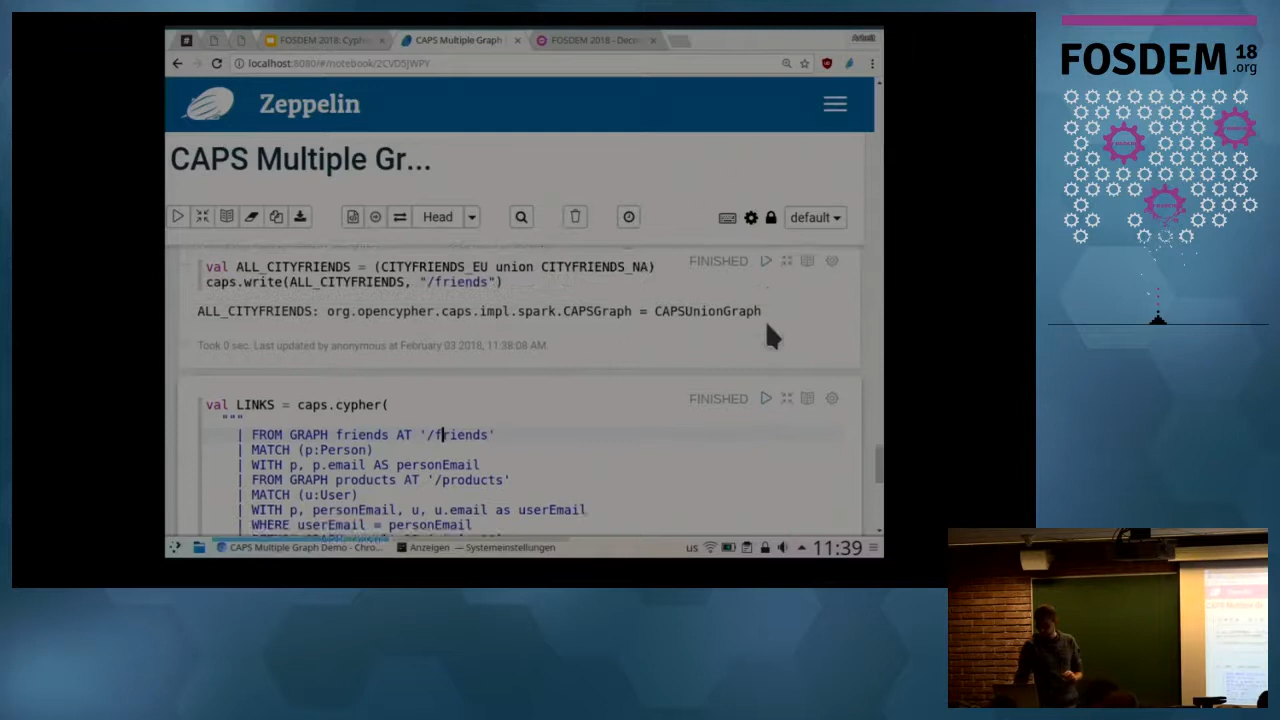 FOSDEM 2018: Cyph
CAPS Multiple Graph
FOSDEM 2018 - Dece
localhost:8080/#/notebook/2CVD5JWPY
Zeppelin
CAPS Multiple Gr...
Head
default
val ALL_CITYFRIENDS = (CITYFRIENDS_EU union CITYFRIENDS_NA)
FINISHED
caps.write(ALL_CITYFRIENDS, "/friends")
ALL_CITYFRIENDS: org.opencypher.caps.impl.spark.CAPSGraph = CAPSUnionGraph
Took 0 sec. Last updated by anonymous at February 03 2018, 11:38:08 AM.
val LINKS = caps.cypher(
FINISHED
"""
| FROM GRAPH friends AT '/friends'
| MATCH (p:Person)
| WITH p, p.email AS personEmail
| FROM GRAPH products AT '/products'
| MATCH (u:User)
| WITH p, personEmail, u, u.email as userEmail
| WHERE userEmail = personEmail
CAPS Multiple Graph Demo - Chro...
Anzeigen — Systemeinstellungen
us
11:39
FOSDEM 18
.org